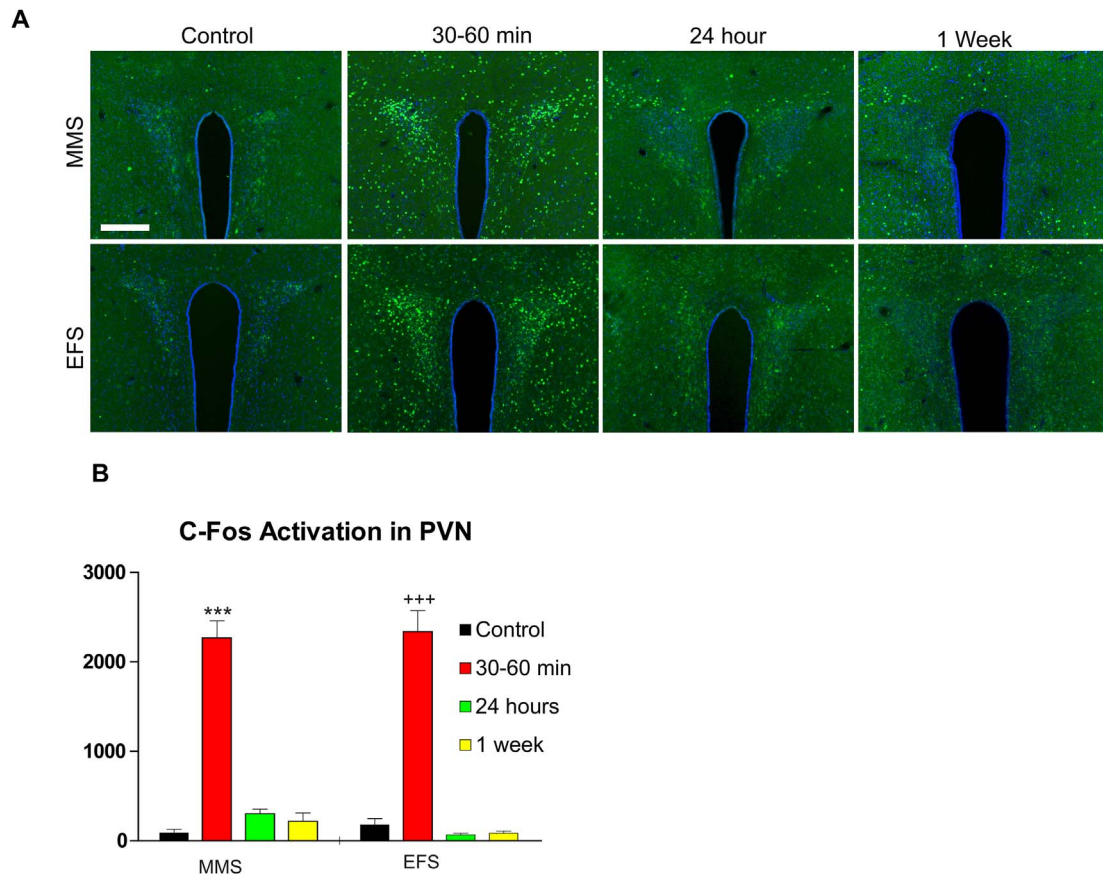 A
Control 30-60 min 24 hour 1 Week
MMS
EFS
B
C-Fos Activation in PVN
3000
2000
1000
0
***
+++
Control
30-60 min
24 hours
1 week
MMS EFS